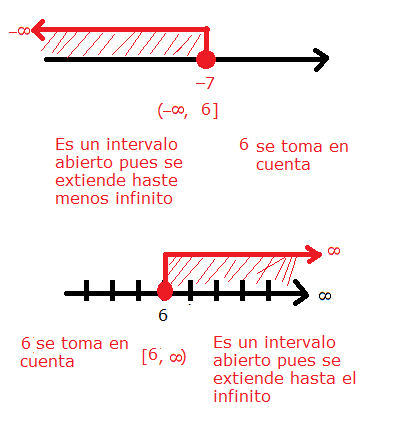 −∞
−7
(−∞, 6]
Es un intervalo
abierto pues se
extiende haste
menos infinito
6 se toma en
cuenta
∞
∞
6
6 se toma en
cuenta
[6, ∞)
Es un intervalo
abierto pues se
extiende hasta el
infinito